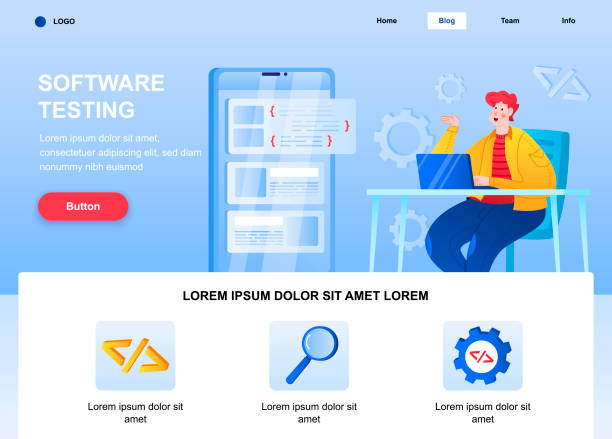 LOGO
Home
Blog
Team
Info
SOFTWARE
TESTING
Lorem ipsum dolor sit amet,
consectetuer adipiscing elit, sed diam
nonummy nibh euismod
Button
{
}
{
}
LOREM IPSUM DOLOR SIT AMET LOREM
</>
</>
</>
Lorem ipsum dolor sit
amet
Lorem ipsum dolor sit
amet
Lorem ipsum dolor sit
amet